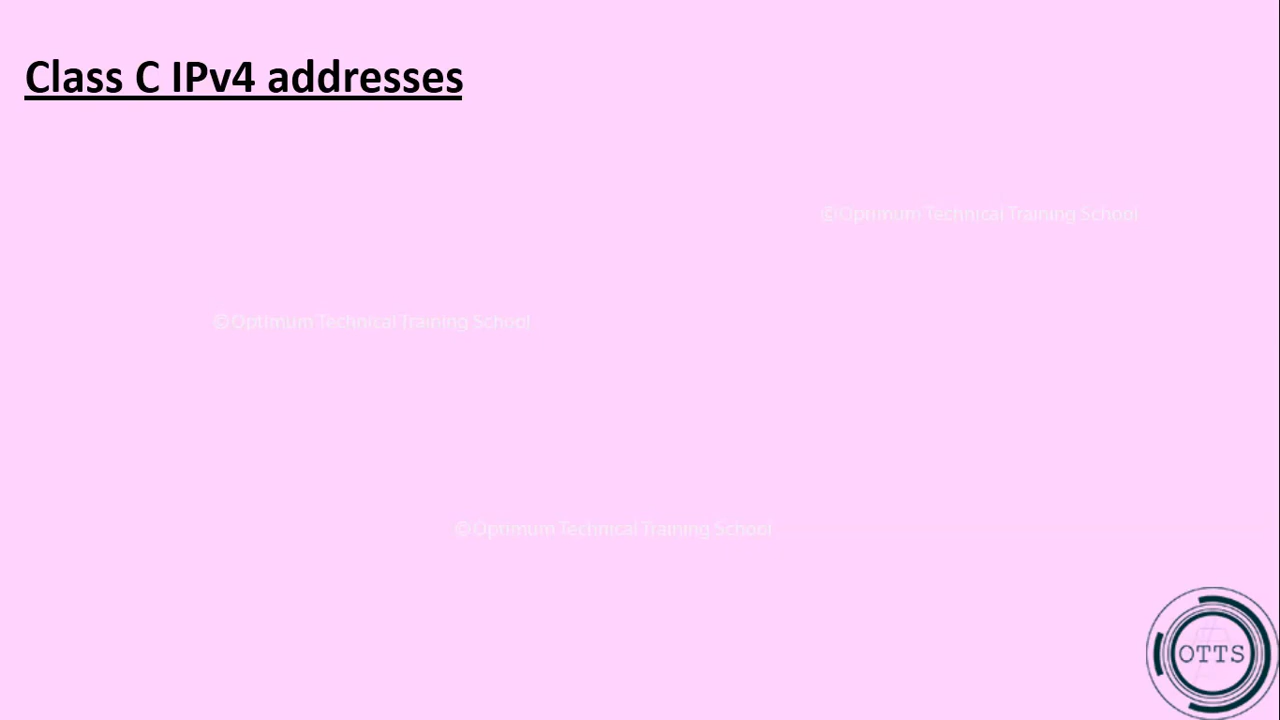 Class C IPv4 addresses
©Optimum Technical Training School
©Optimum Technical Training School
©Optimum Technical Training School
OTTS